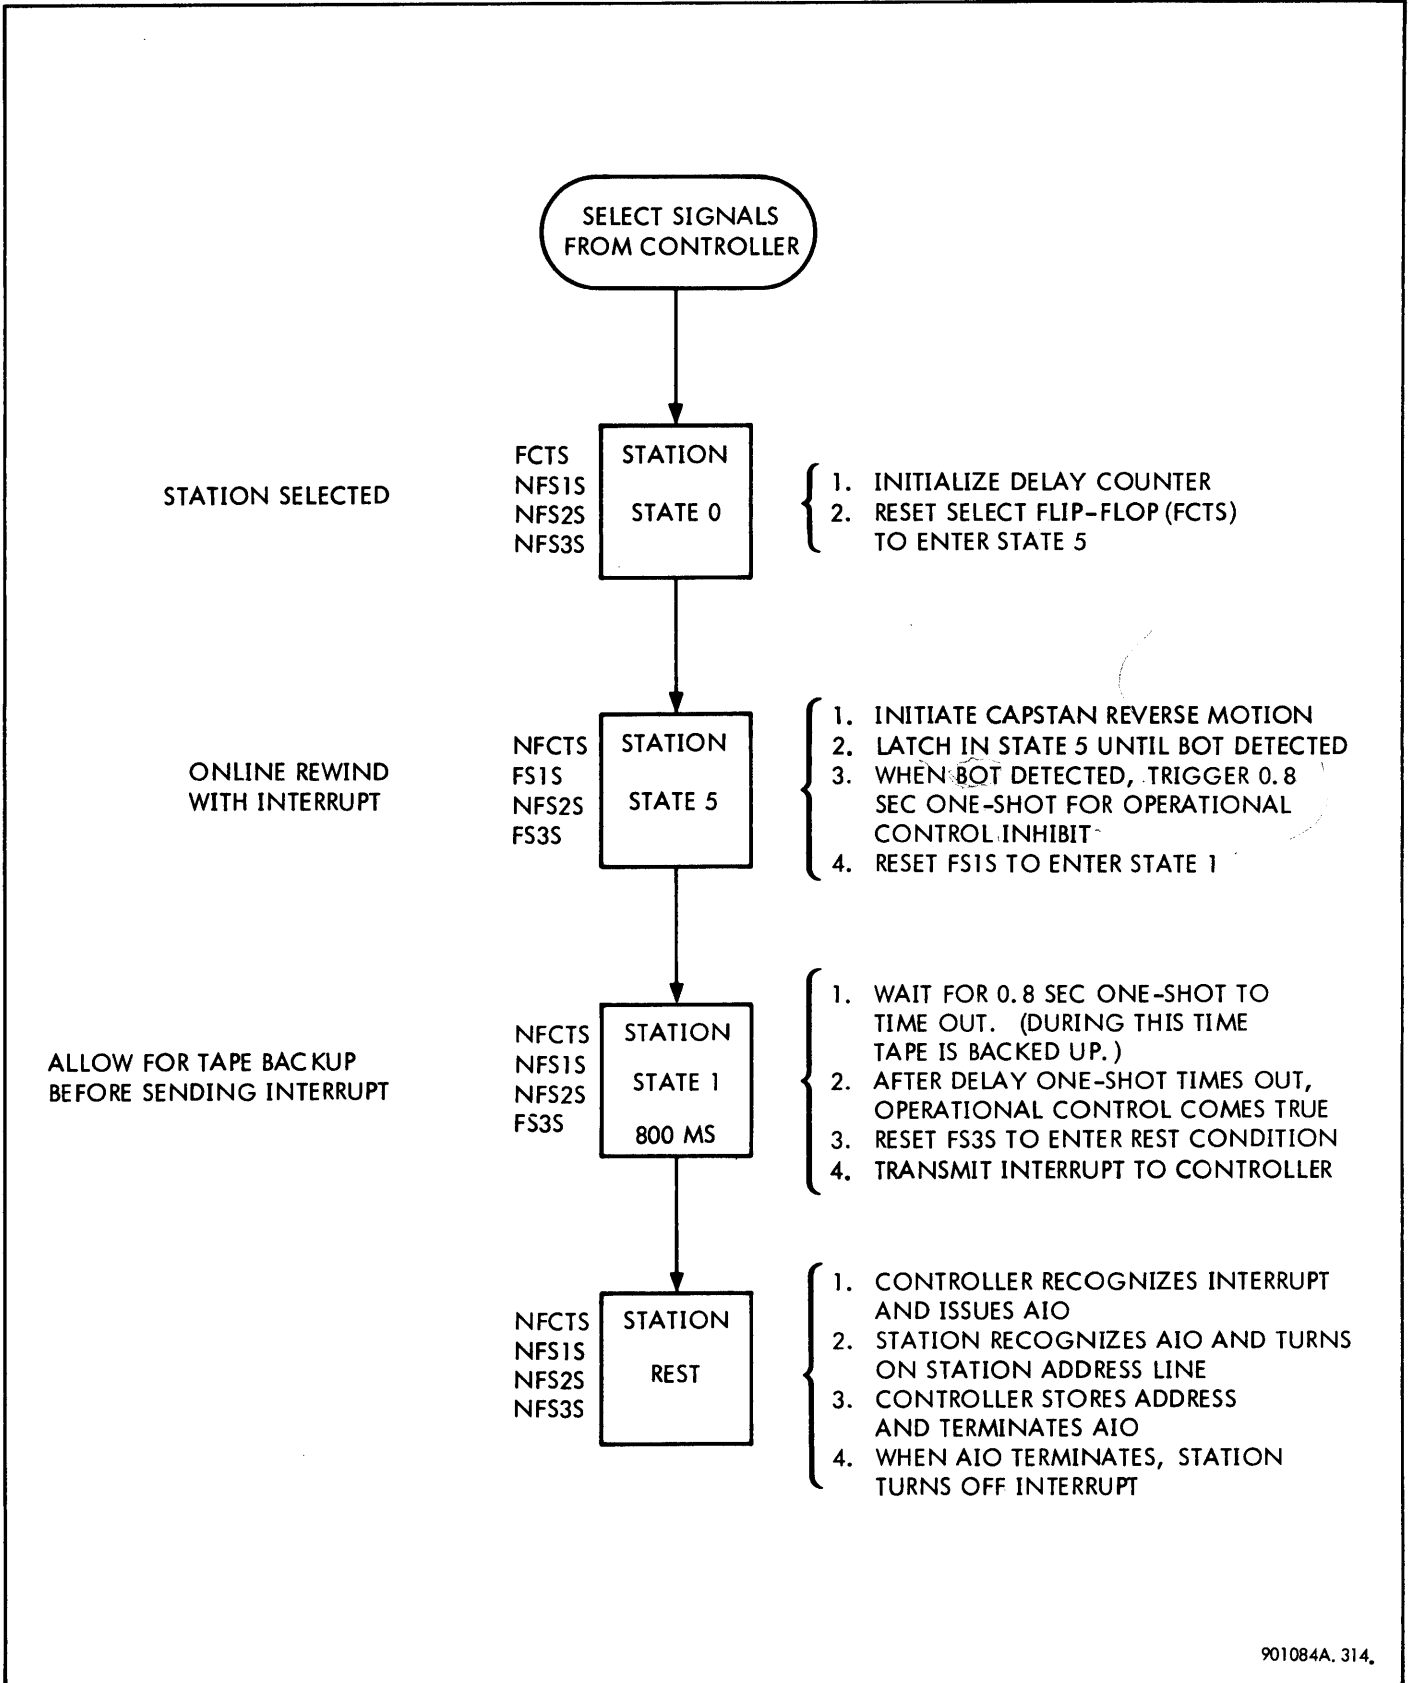 SELECT SIGNALS
FROM CONTROLLER
STATION SELECTED
FCTS
NFS1S
NFS2S
NFS3S
STATION
STATE 0
1. INITIALIZE DELAY COUNTER
2. RESET SELECT FLIP-FLOP (FCTS)
TO ENTER STATE 5
ONLINE REWIND
WITH INTERRUPT
NFCTS
FS1S
NFS2S
FS3S
STATION
STATE 5
1. INITIATE CAPSTAN REVERSE MOTION
2. LATCH IN STATE 5 UNTIL BOT DETECTED
3. WHEN BOT DETECTED, TRIGGER 0.8
SEC ONE-SHOT FOR OPERATIONAL
CONTROL INHIBIT
4. RESET FS1S TO ENTER STATE 1
ALLOW FOR TAPE BACKUP
BEFORE SENDING INTERRUPT
NFCTS
NFS1S
NFS2S
FS3S
STATION
STATE 1
800 MS
1. WAIT FOR 0.8 SEC ONE-SHOT TO
TIME OUT. (DURING THIS TIME
TAPE IS BACKED UP.)
2. AFTER DELAY ONE-SHOT TIMES OUT,
OPERATIONAL CONTROL COMES TRUE
3. RESET FS3S TO ENTER REST CONDITION
4. TRANSMIT INTERRUPT TO CONTROLLER
NFCTS
NFS1S
NFS2S
NFS3S
STATION
REST
1. CONTROLLER RECOGNIZES INTERRUPT
AND ISSUES AIO
2. STATION RECOGNIZES AIO AND TURNS
ON STATION ADDRESS LINE
3. CONTROLLER STORES ADDRESS
AND TERMINATES AIO
4. WHEN AIO TERMINATES, STATION
TURNS OFF INTERRUPT
901084A.314.